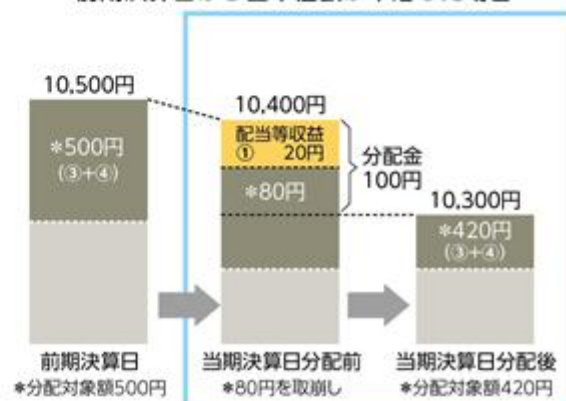 10,500円
*500円
(③+④)
10,400円
配当等収益
① 20円
*80円
分配金
100円
10,300円
*420円
(③+④)
前期決算日
*分配対象額500円
当期決算日分配前
*80円を取崩し
当期決算日分配後
*分配対象額420円